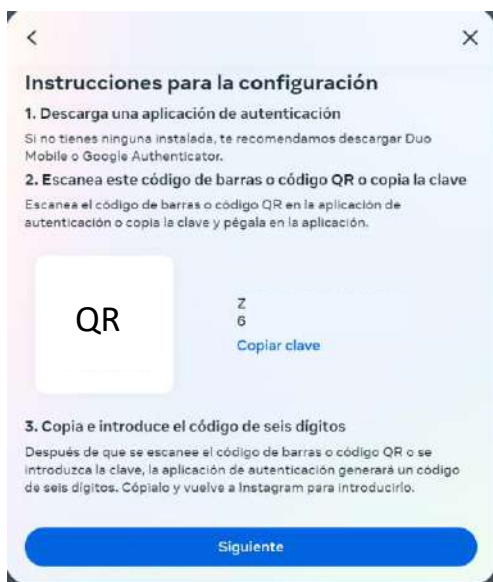 Instrucciones para la configuración
1. Descarga una aplicación de autenticación
Si no tienes ninguna instalada, te recomendamos descargar Duo
Mobile o Google Authenticator.
2. Escanea este código de barras o código QR o copia la clave
Escanea el código de barras o código QR en la aplicación de
autenticación o copia la clave y pégala en la aplicación.
QR
Z
6
Copiar clave
3. Copia e introduce el código de seis dígitos
Después de que se escanee el código de barras o código QR o se
introduzca la clave, la aplicación de autenticación generará un código
de seis dígitos. Cópialo y vuelve a Instagram para introducirlo.
Siguiente